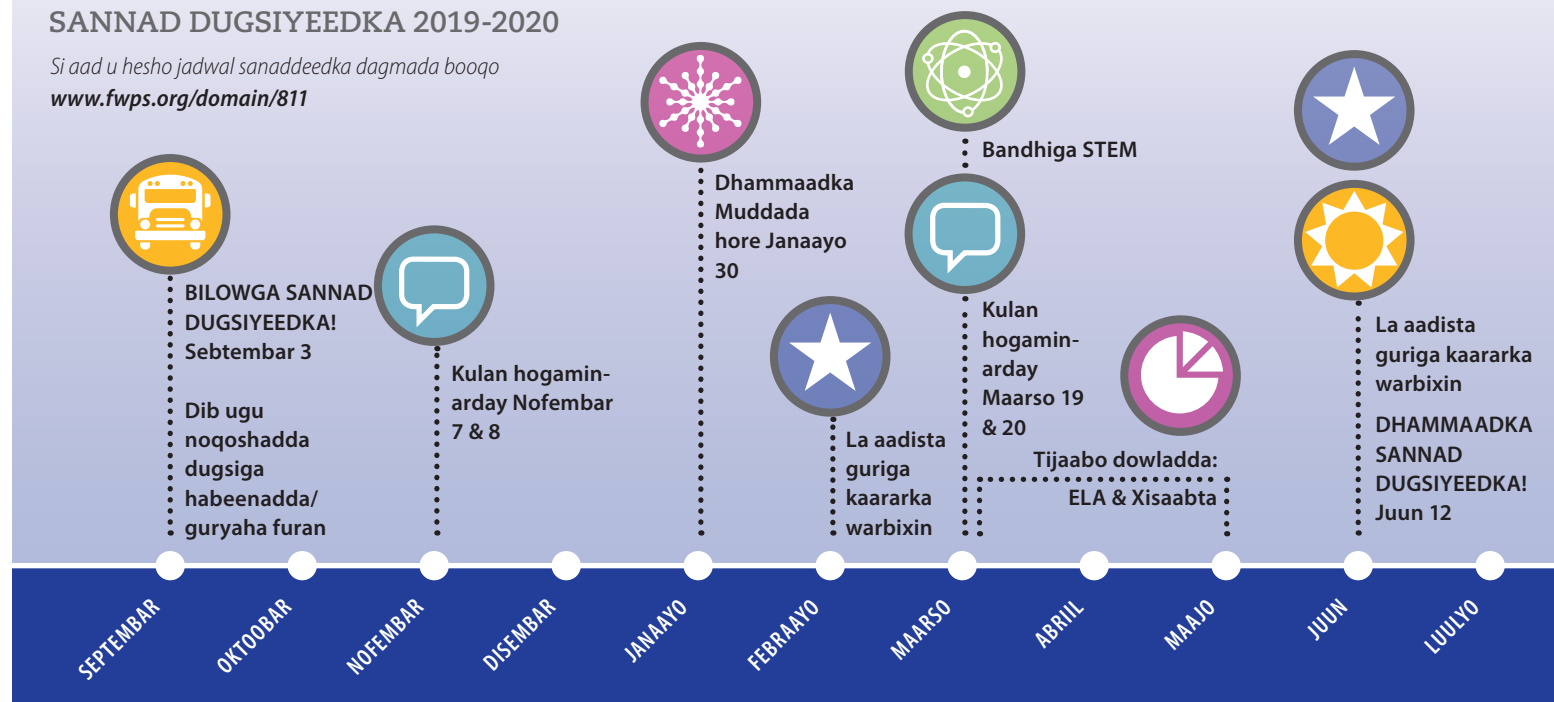 SANNAD DUGSIYEEDKA 2019-2020
Si aad u hesho jadwal sanaddeedka dagmada booqo
www.fwps.org/domain/811
BILOWGA SANNAD
DUGSIYEEDKA!
Sebtembar 3
Dib ugu
noqoshadda
dugsiga
habeenadda/
guryaha furan
Kulan hogamin-
arday Nofembar
7 & 8
Dhammaadka
Muddada
hore Janaayo
30
La aadista
guriga
kaararka
warbixin
Bandhiga STEM
Kulan
hogamin-
arday
Maarso 19
& 20
Tijaabo dowladda:
ELA & Xisaabta
La aadista
guriga kaararka
warbixin
DHAMMAADKA
SANNAD
DUGSIYEEDKA!
Juun 12
SEPTEMBAR
OKTOOBAR
NOFEMBAR
DISEMBAR
JANAAYO
FEBRAAYO
MAARSO
ABRIIL
MAAJO
JUUN
LUULYO